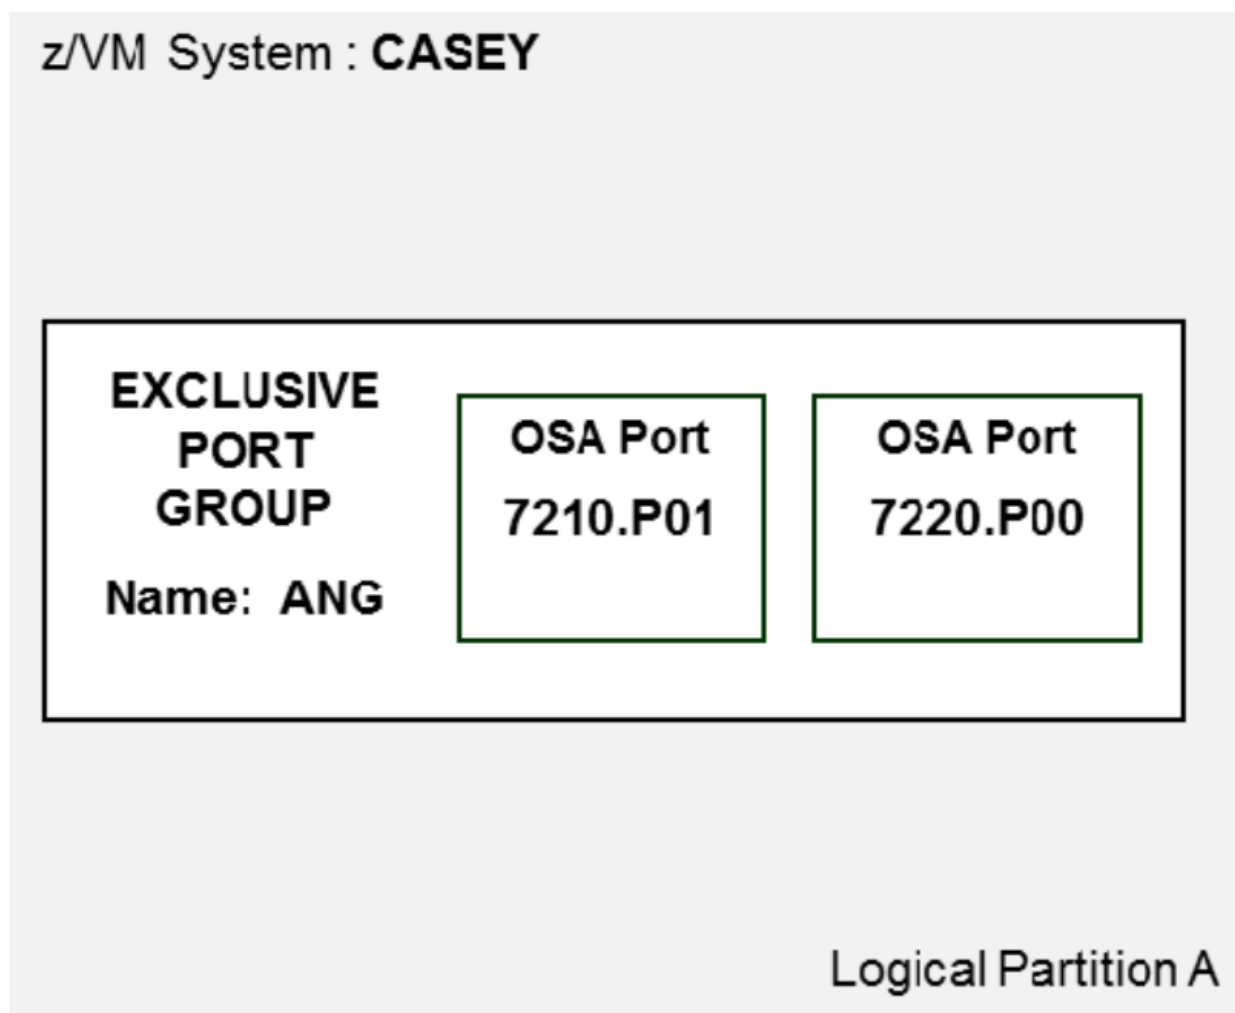 z/VM System : CASEY
EXCLUSIVE
PORT
GROUP
Name: ANG
OSA Port
7210.P01
OSA Port
7220.P00
Logical Partition A